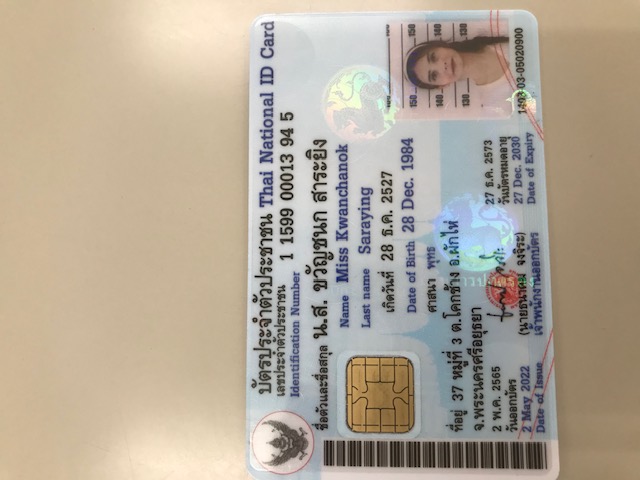 บัตรประจำตัวประชาชน Thai National ID Card
เลขประจำตัวประชาชน 1 1599 00013 94 5
Identification Number
ชื่อตัวและชื่อสกุล น.ส. ขวัญชนก สาระยิง
Name Miss Kwanchanok
Last name Saraying
เกิดวันที่ 28 ธ.ค. 2527
Date of Birth 28 Dec. 1984
ศาสนา พุทธ
ที่อยู่ 37 หมู่ที่ 3 ต.โคกช้าง อ.ผักไห่
จ.พระนครศรีอยุธยา
2 พ.ค. 2565
วันออกบัตร
2 May 2022
Date of Issue
เจ้าพนักงานออกบัตร
27 ธ.ค. 2573
วันบัตรหมดอายุ
27 Dec. 2030
Date of Expiry
150 140 130
150 140 130